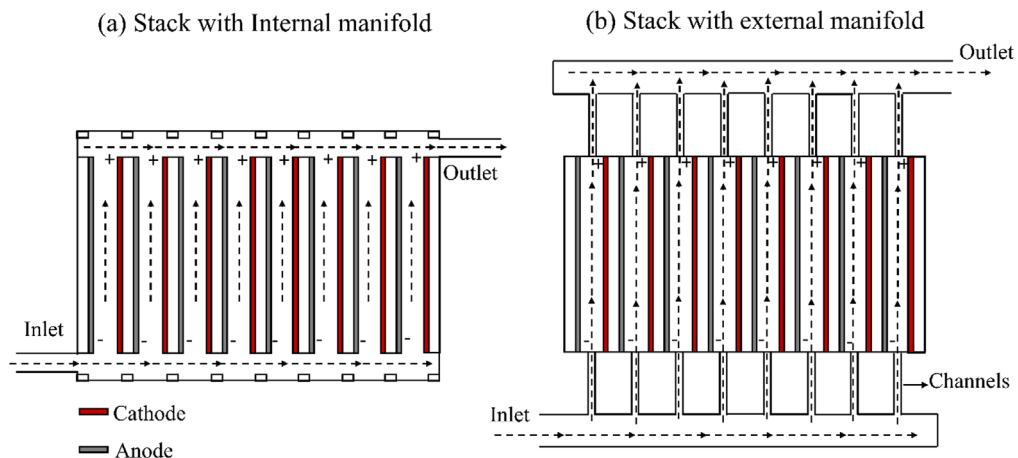 (a) Stack with Internal manifold
(b) Stack with external manifold
Outlet
Outlet
+ + + + + + + +
+ + + + + + + +
Inlet
- - - - - - - -
- - - - - - - -
Channels
Cathode
Inlet
Anode